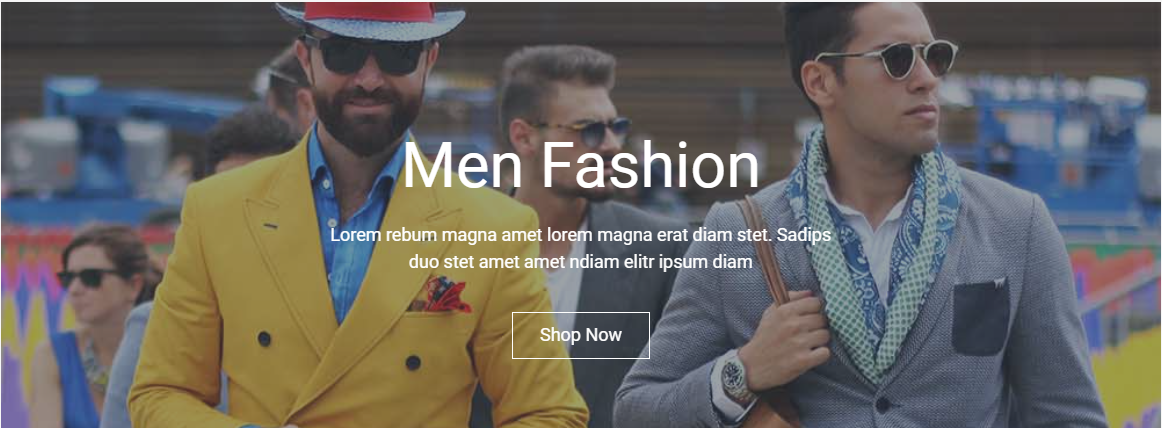 Men Fashion
Lorem rebum magna amet lorem magna erat diam stet. Sadips
duo stet amet amet ndiam elitr ipsum diam
Shop Now